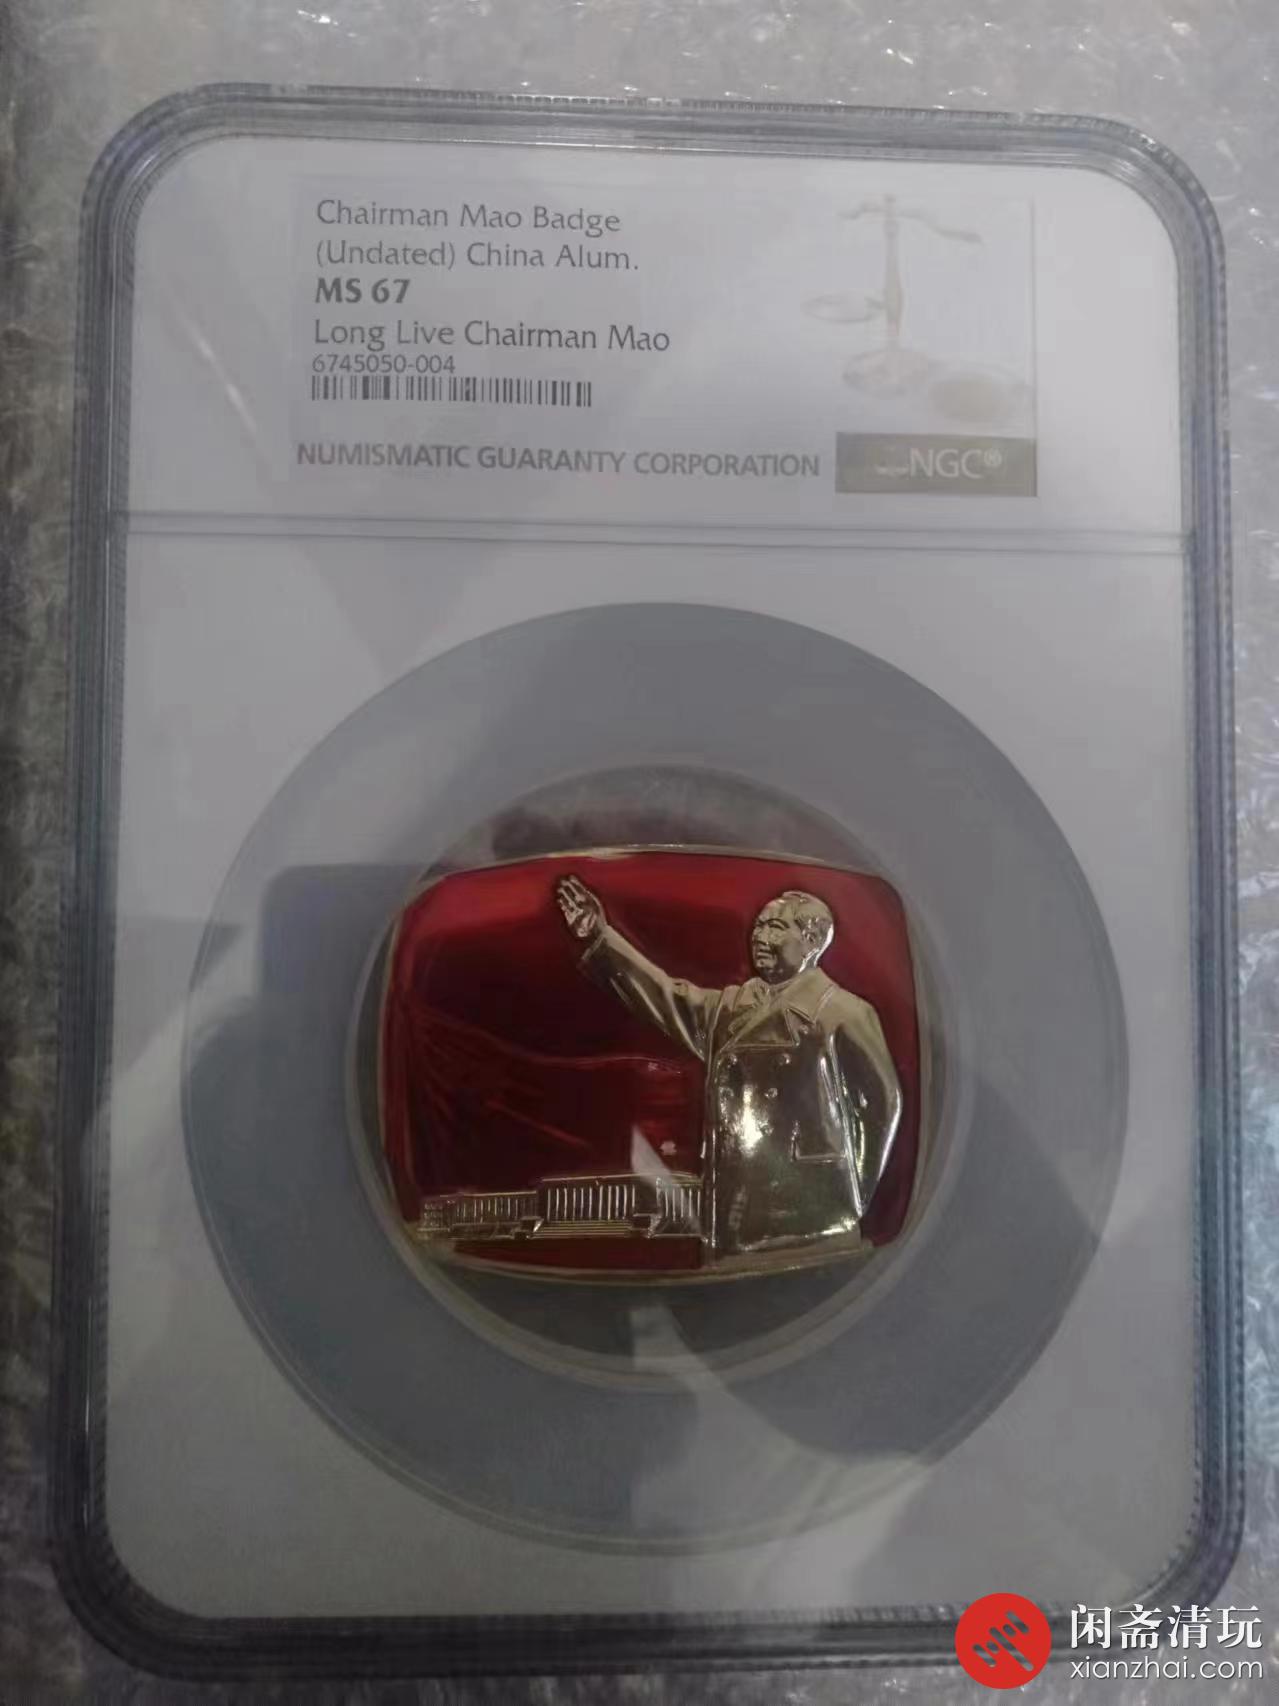 Chairman Mao Badge
(Undated) China Alum.
MS 67
Long Live Chairman Mao
6745050-004
NUMISMATIC GUARANTY CORPORATION
NGC®
闲斋清玩
xianzhai.com